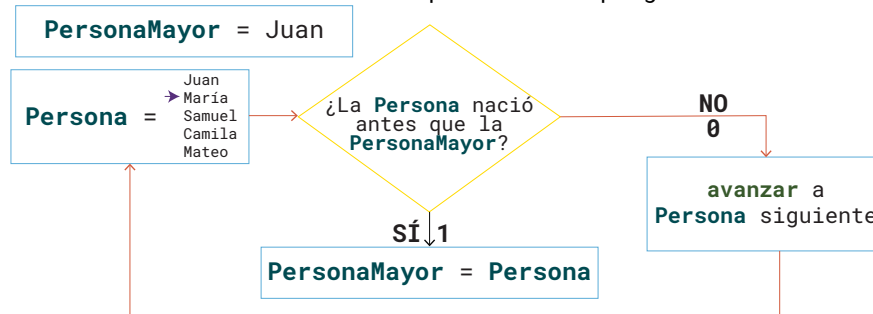 PersonaMayor = Juan
Persona =
Juan
María
Samuel
Camila
Mateo
¿La Persona nació
antes que la
PersonaMayor?
NO
0
SÍ 1
avanzar a
Persona siguiente
PersonaMayor = Persona